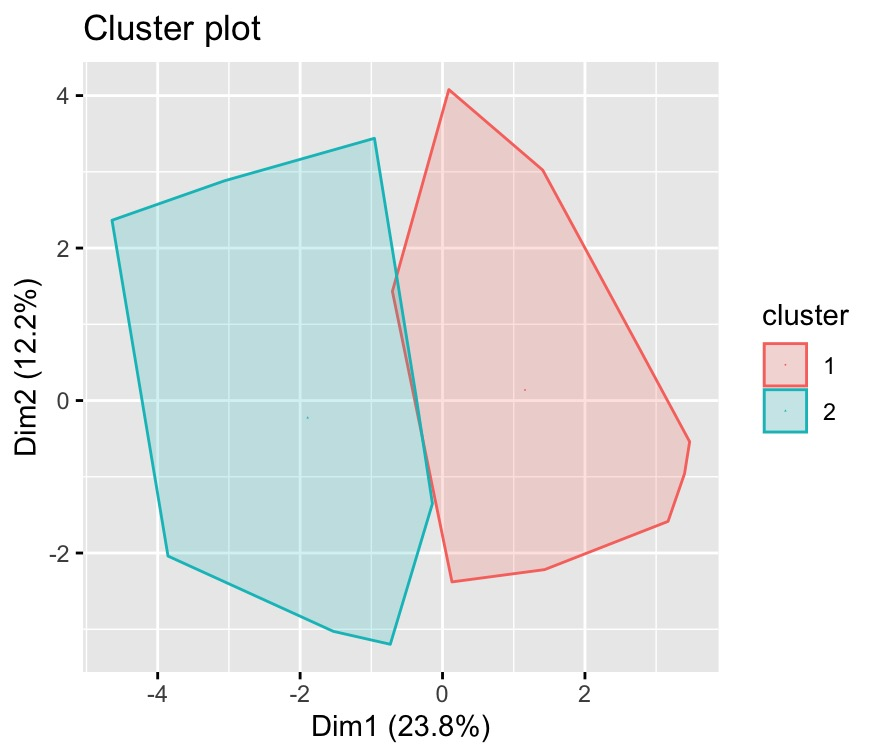 Cluster plot
4
2
0
-2
Dim2 (12.2%)
-4
-2
0
2
Dim1 (23.8%)
cluster
1
2